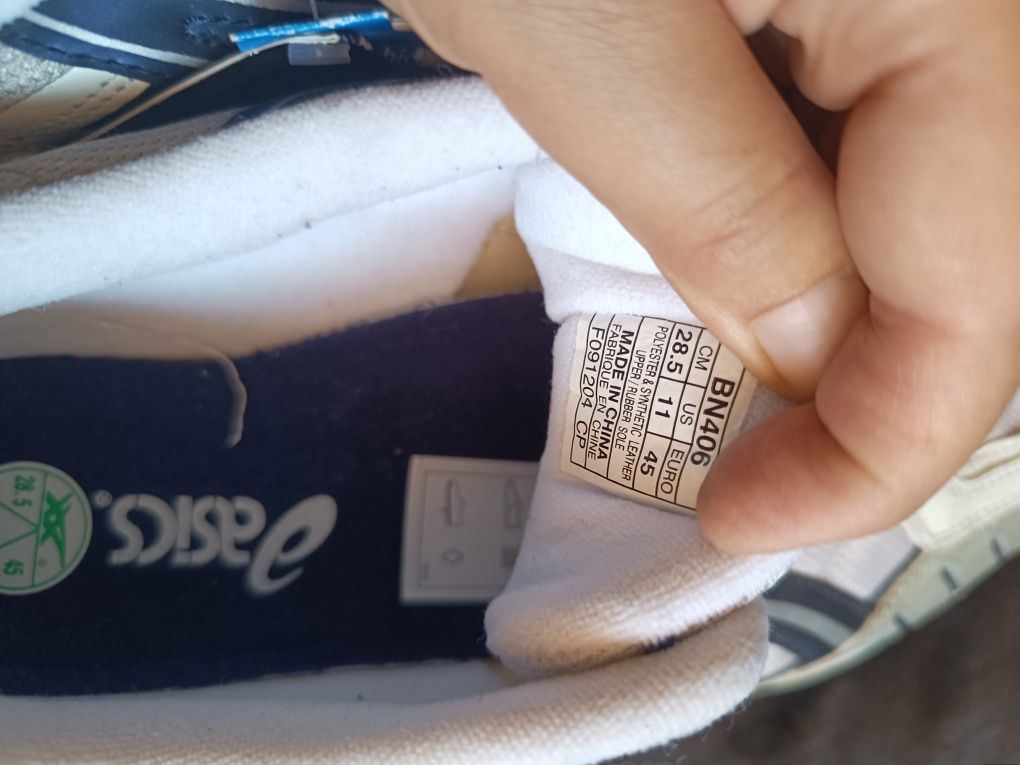 BN406
CM US EURO
28.5 11 45
POLYESTER & SYNTHETIC LEATHER
UPPER / RUBBER SOLE
MADE IN CHINA
FABRIQUE EN CHINE
F091204 CP
asics®
28.5 45